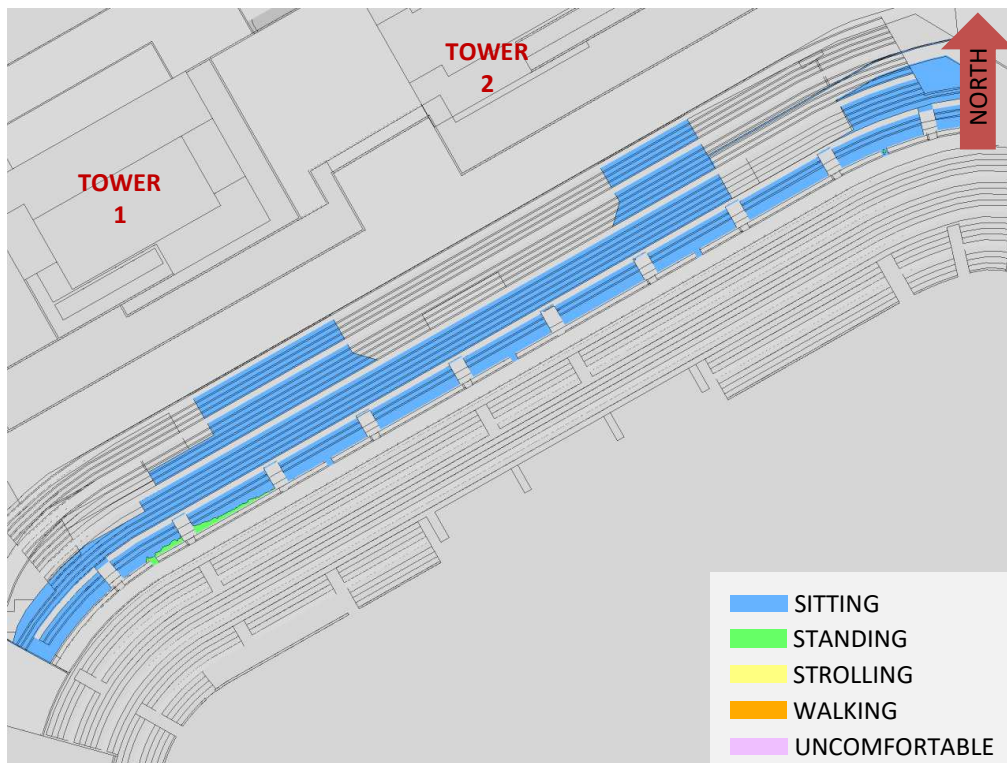 TOWER
2
NORTH
TOWER
1
SITTING
STANDING
STROLLING
WALKING
UNCOMFORTABLE